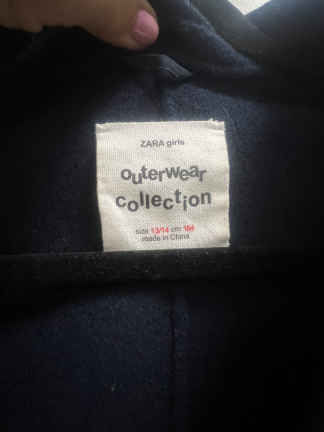 ZARA girls
outerwear
collection
size 13/14 cm 164
made in China